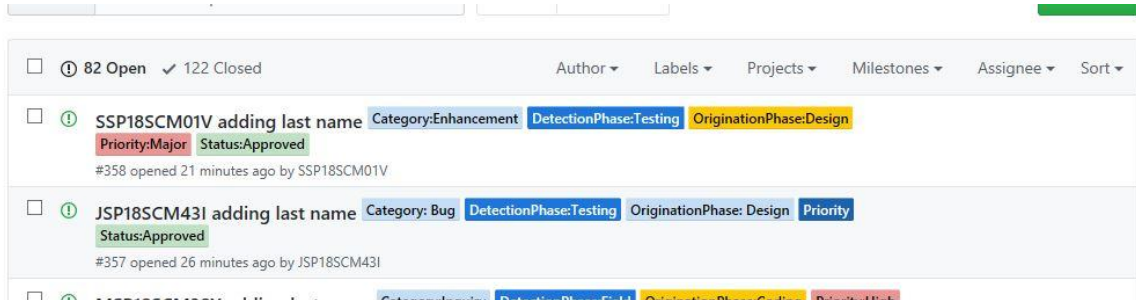 82 Open 122 Closed Author Labels Projects Milestones Assignee Sort
SSP18SCM01V adding last name Category:Enhancement DetectionPhase:Testing OriginationPhase:Design
Priority:Major Status:Approved
#358 opened 21 minutes ago by SSP18SCM01V
JSP18SCM43I adding last name Category: Bug DetectionPhase:Testing OriginationPhase: Design Priority
Status:Approved
#357 opened 26 minutes ago by JSP18SCM43I